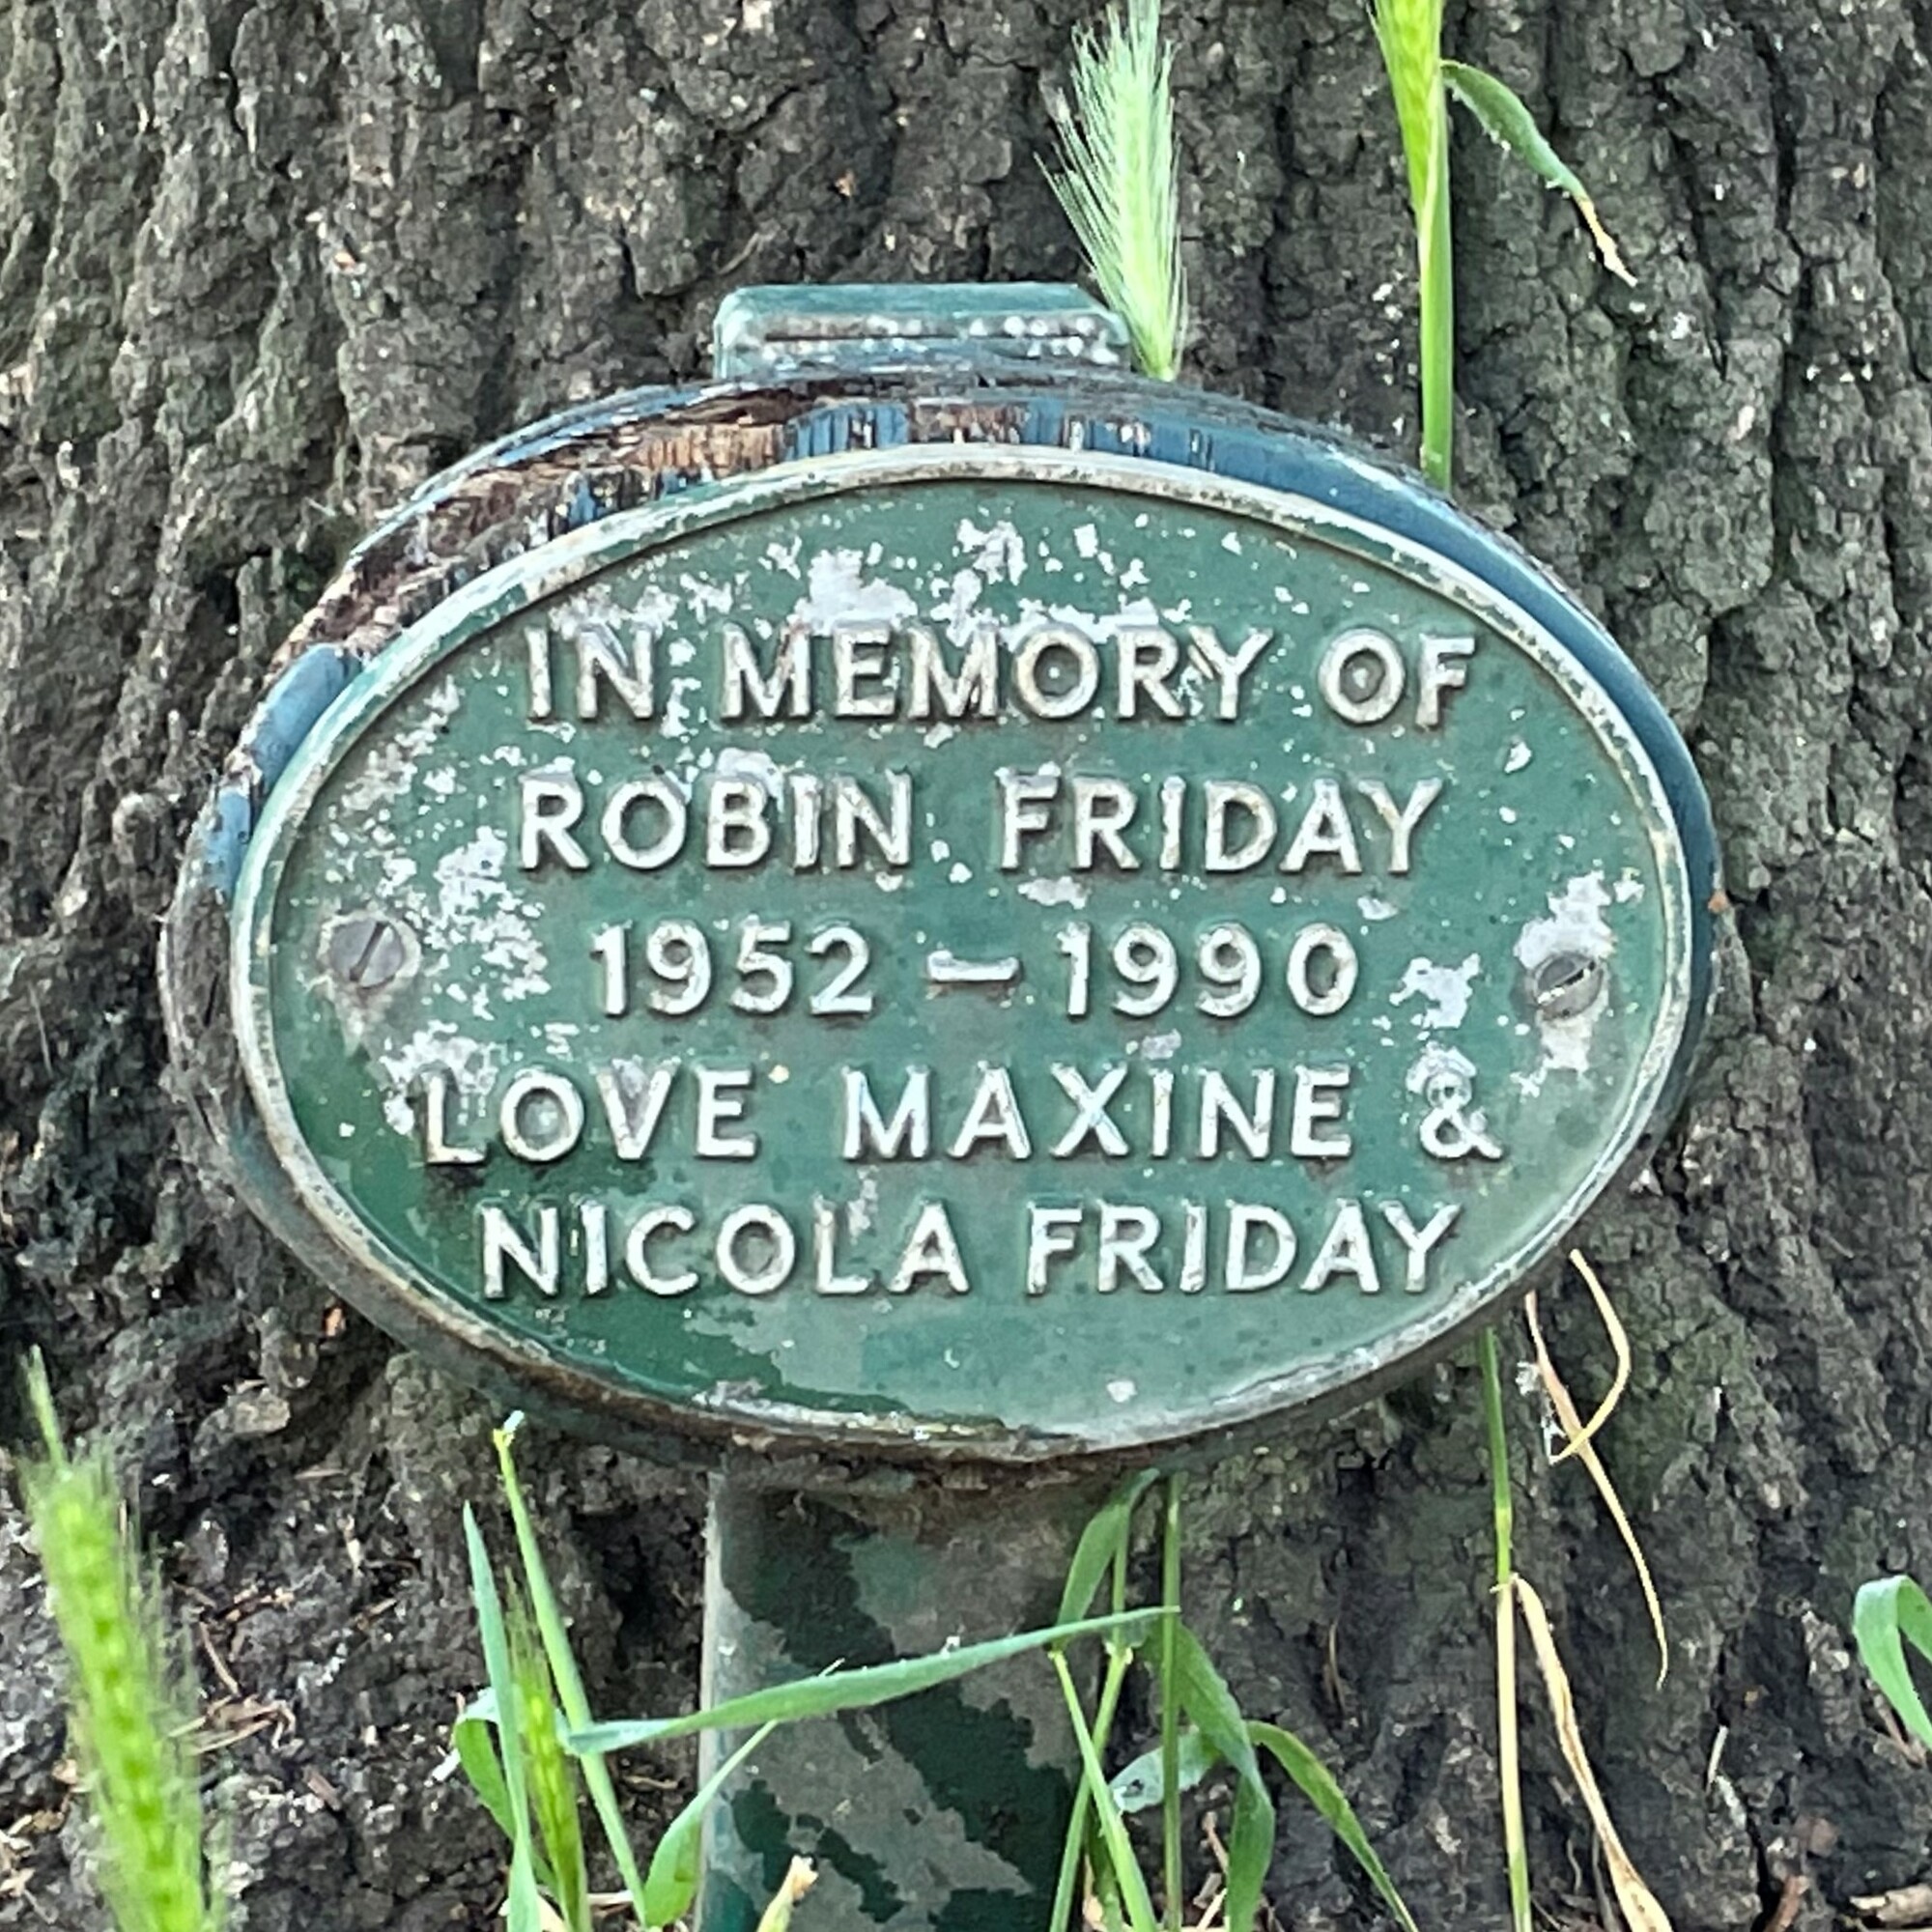 IN MEMORY OF
ROBIN FRIDAY
1952 – 1990
LOVE MAXINE &
NICOLA FRIDAY